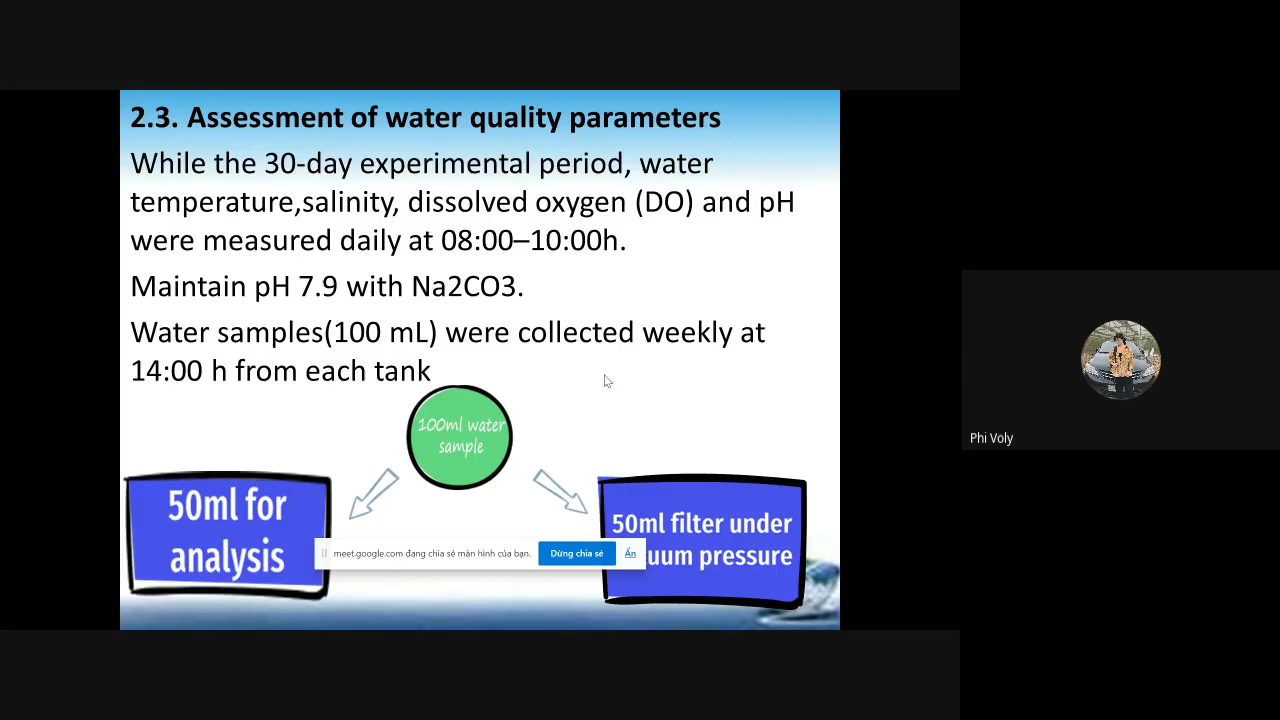 2.3. Assessment of water quality parameters
While the 30-day experimental period, water
temperature,salinity, dissolved oxygen (DO) and pH
were measured daily at 08:00–10:00h.
Maintain pH 7.9 with Na2CO3.
Water samples(100 mL) were collected weekly at
14:00 h from each tank
100ml water
sample
50ml for
analysis
50ml filter under
uum pressure
meet.google.com đang chia sẻ màn hình của bạn.
Dừng chia sẻ
Ẩn
Phi Voly